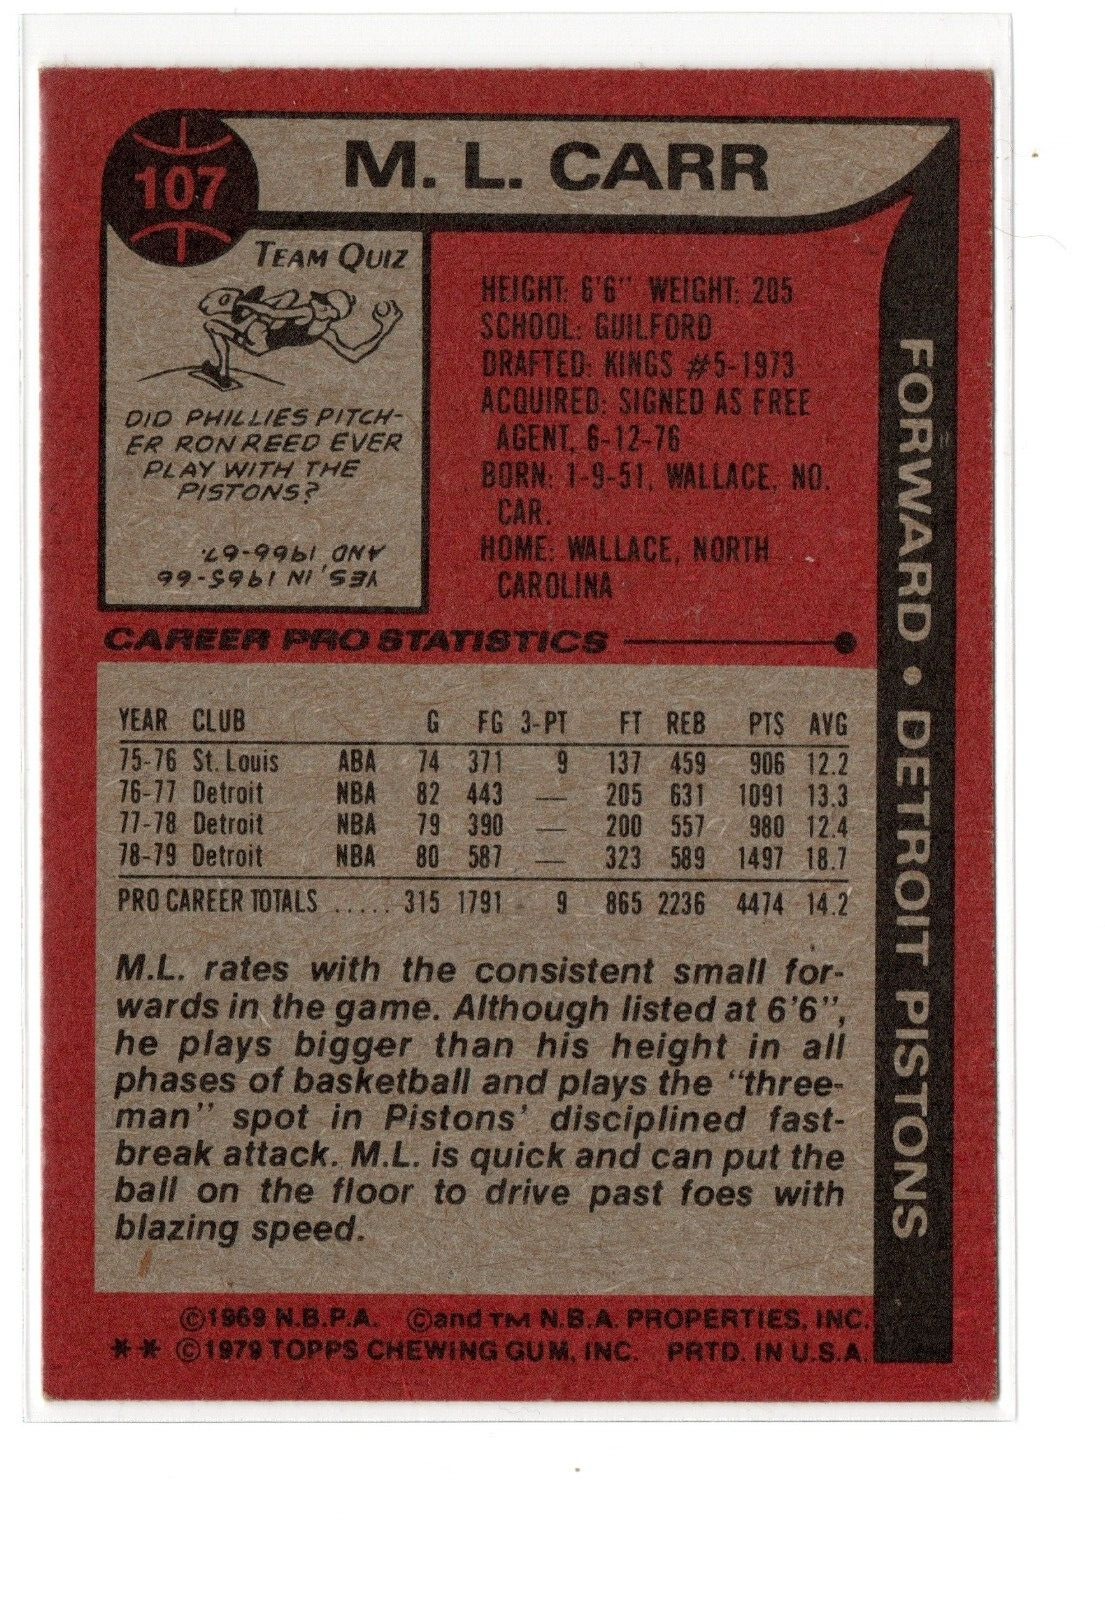 107
M. L. CARR
TEAM QUIZ
DID PHILLIES PITCH-
ER RON REED EVER
PLAY WITH THE
PISTONS?
YES, IN 1965-66
AND 1966-67.
HEIGHT: 6'6" WEIGHT: 205
SCHOOL: GUILFORD
DRAFTED: KINGS #5-1973
ACQUIRED: SIGNED AS FREE
AGENT, 6-12-76
BORN: 1-9-51, WALLACE, NO.
CAR.
HOME: WALLACE, NORTH
CAROLINA
FORWARD • DETROIT PISTONS
CAREER PRO STATISTICS
YEAR CLUB G FG 3-PT FT REB PTS AVG
75-76 St. Louis ABA 74 371 9 137 459 906 12.2
76-77 Detroit NBA 82 443 — 205 631 1091 13.3
77-78 Detroit NBA 79 390 — 200 557 980 12.4
78-79 Detroit NBA 80 587 — 323 589 1497 18.7
PRO CAREER TOTALS ..... 315 1791 9 865 2236 4474 14.2
M.L. rates with the consistent small for-
wards in the game. Although listed at 6'6",
he plays bigger than his height in all
phases of basketball and plays the "three-
man" spot in Pistons' disciplined fast-
break attack. M.L. is quick and can put the
ball on the floor to drive past foes with
blazing speed.
©1969 N.B.P.A. ©and TM N.B.A. PROPERTIES, INC.
** ©1979 TOPPS CHEWING GUM, INC. PRTD. IN U.S.A.